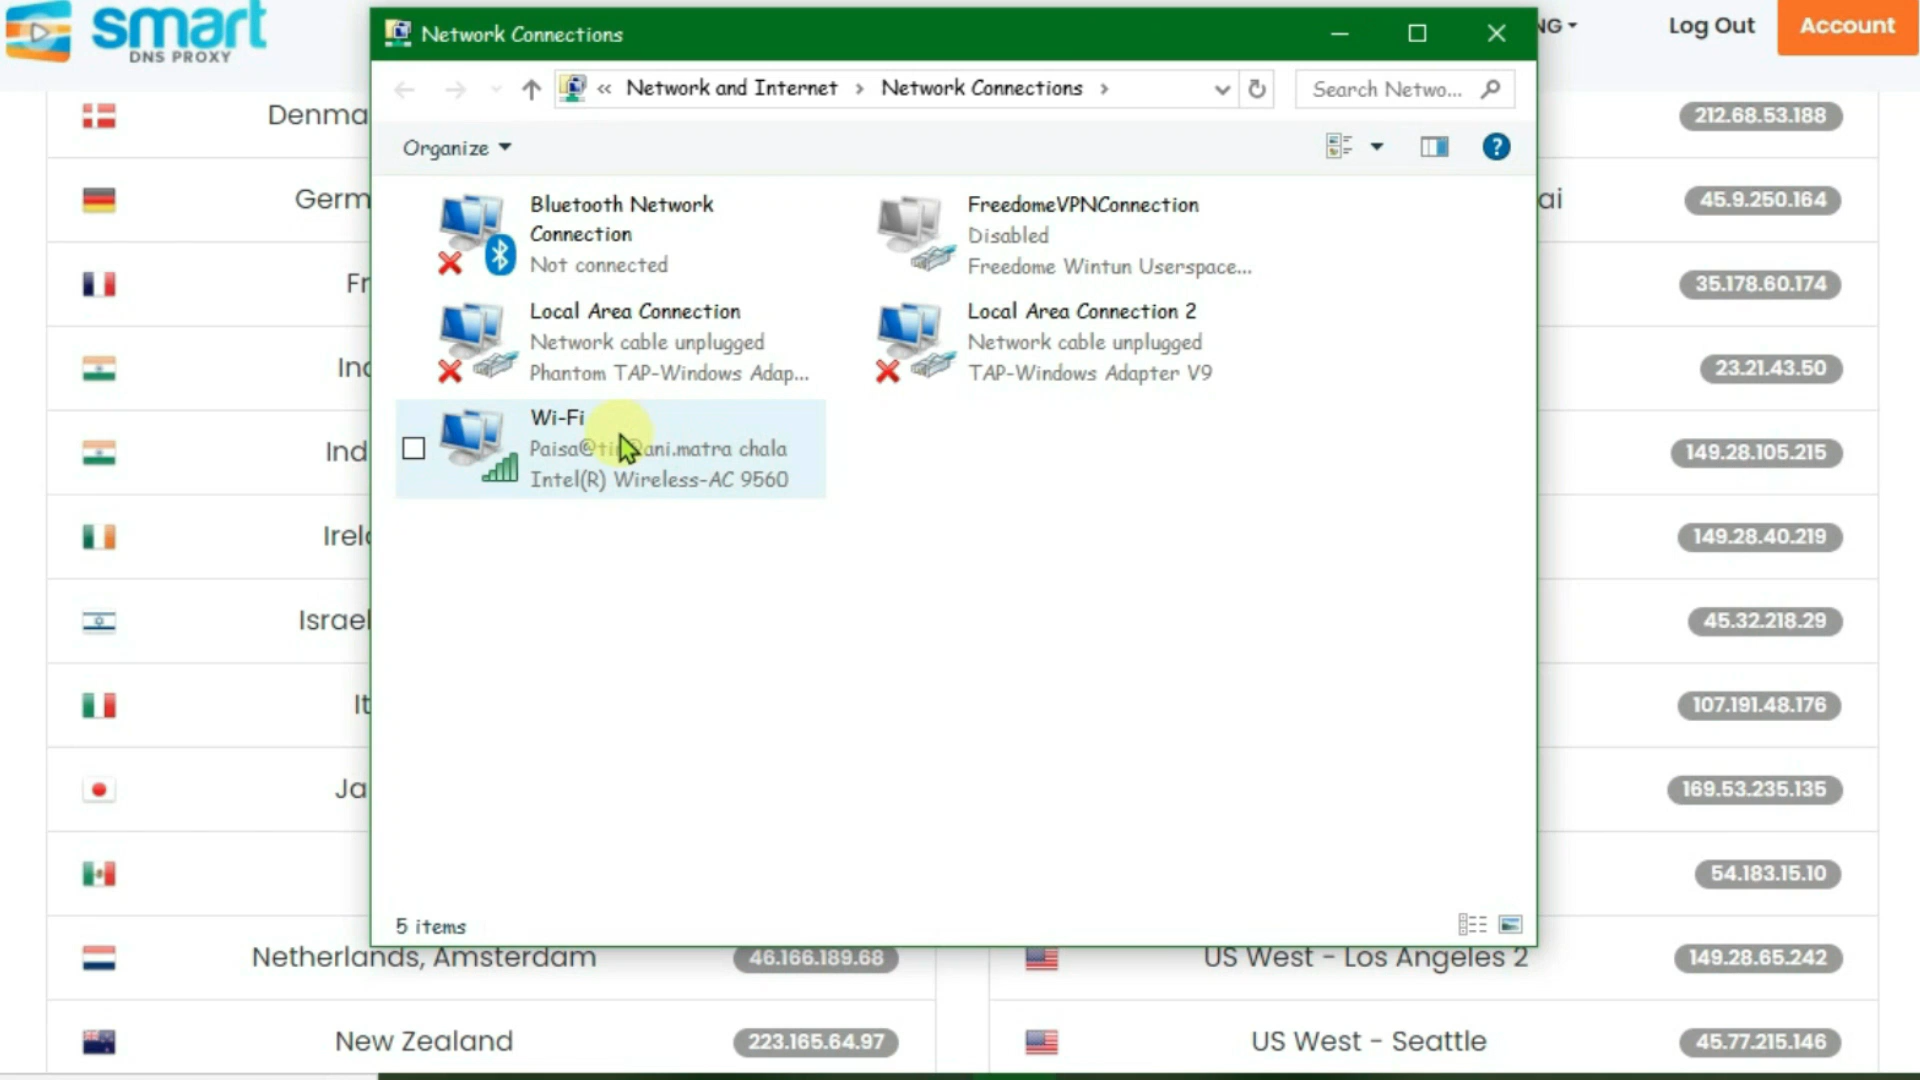 smart
DNS PROXY
NG
Log Out
Account
Network Connections
« Network and Internet › Network Connections ›
Search Netwo...
Organize
?
Bluetooth Network
Connection
Not connected
FreedomeVPNConnection
Disabled
Freedome Wintun Userspace...
Local Area Connection
Network cable unplugged
Phantom TAP-Windows Adap...
Local Area Connection 2
Network cable unplugged
TAP-Windows Adapter V9
Wi-Fi
matra chala
Intel(R) Wireless-AC 9560
5 items
Denma
212.68.53.188
Germ
ai
45.9.250.164
Fr
35.178.60.174
Ind
23.21.43.50
Ind
149.28.105.215
Irel
149.28.40.219
Israel
45.32.218.29
It
107.191.48.176
Ja
169.53.235.135
54.183.15.10
Netherlands, Amsterdam
46.166.189.68
US West - Los Angeles 2
149.28.65.242
New Zealand
223.165.64.97
US West - Seattle
45.77.215.146